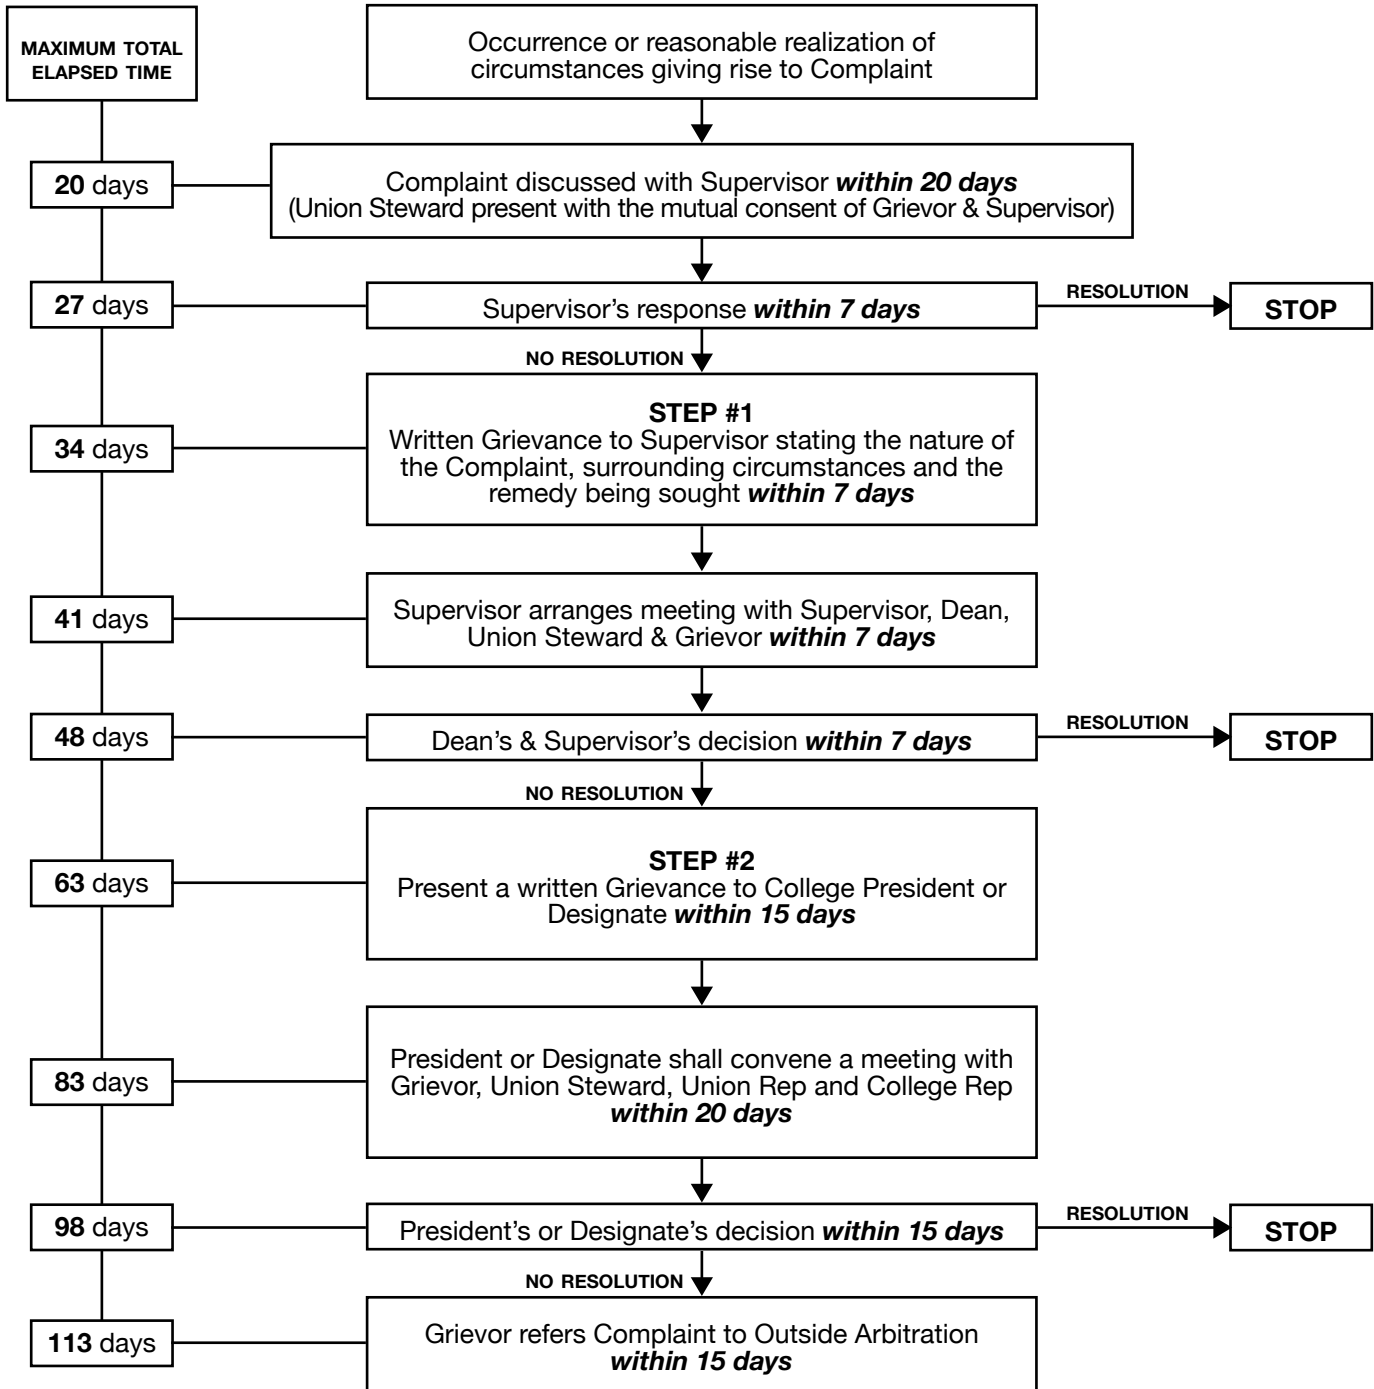 MAXIMUM TOTAL
ELAPSED TIME
Occurrence or reasonable realization of
circumstances giving rise to Complaint
20 days
Complaint discussed with Supervisor within 20 days
(Union Steward present with the mutual consent of Grievor & Supervisor)
27 days
Supervisor’s response within 7 days
RESOLUTION
STOP
NO RESOLUTION
34 days
STEP #1
Written Grievance to Supervisor stating the nature of
the Complaint, surrounding circumstances and the
remedy being sought within 7 days
41 days
Supervisor arranges meeting with Supervisor, Dean,
Union Steward & Grievor within 7 days
48 days
Dean’s & Supervisor’s decision within 7 days
RESOLUTION
STOP
NO RESOLUTION
63 days
STEP #2
Present a written Grievance to College President or
Designate within 15 days
83 days
President or Designate shall convene a meeting with
Grievor, Union Steward, Union Rep and College Rep
within 20 days
98 days
President’s or Designate’s decision within 15 days
RESOLUTION
STOP
NO RESOLUTION
113 days
Grievor refers Complaint to Outside Arbitration
within 15 days